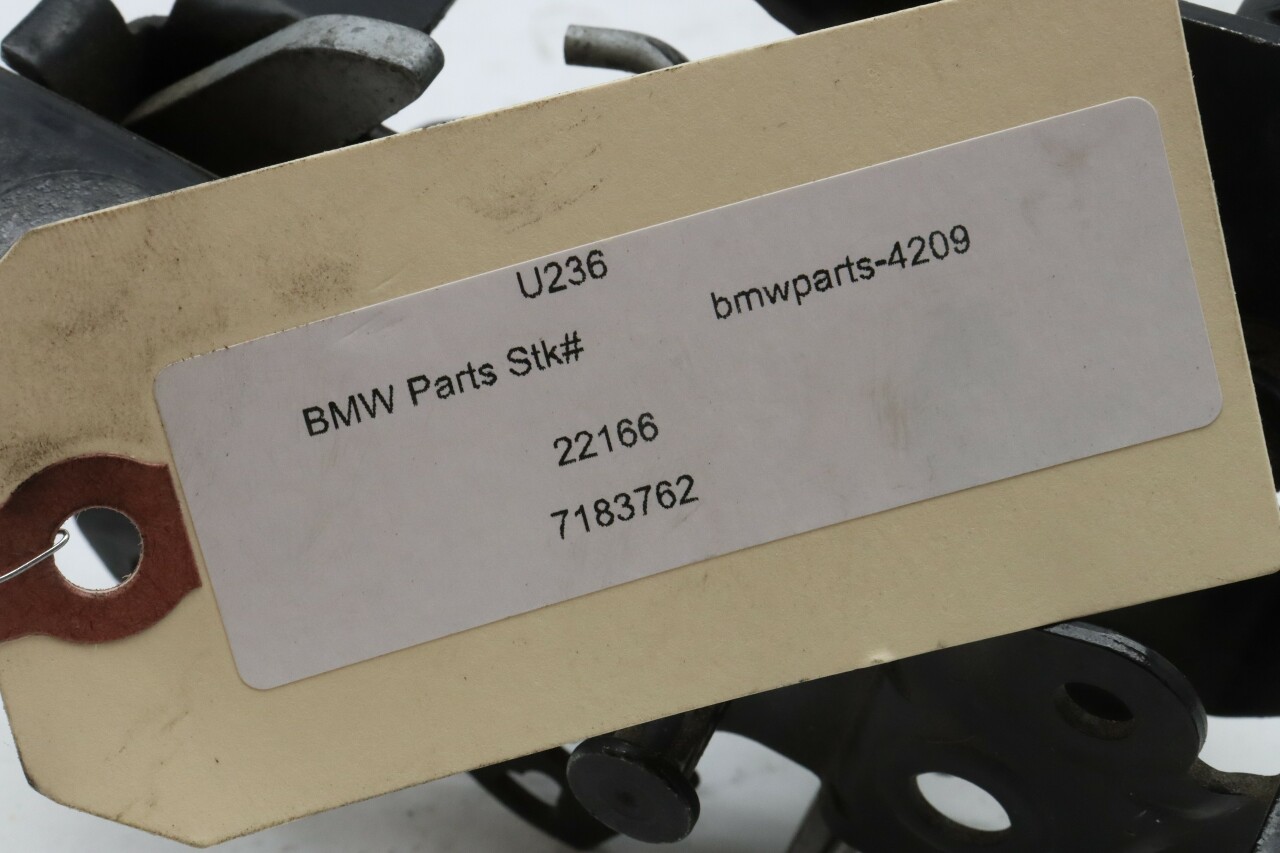 U236
bmwparts-4209
BMW Parts Stk#
22166
7183762